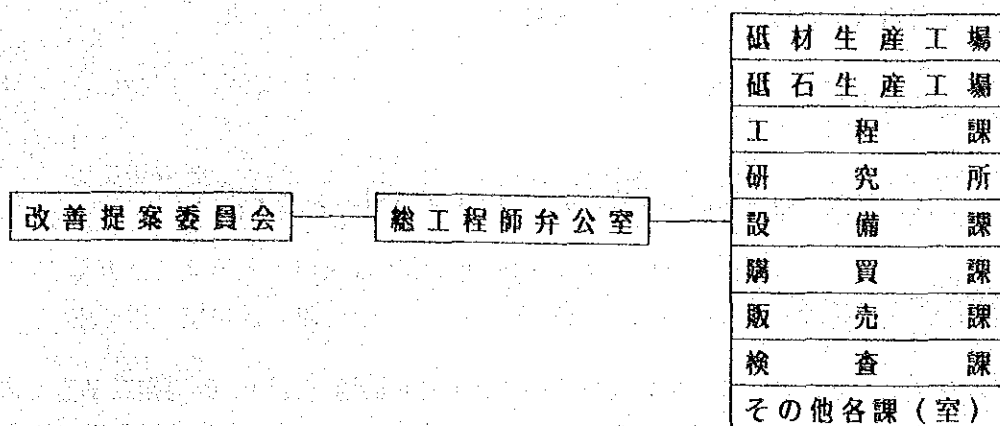 改善提案委員会
総工程師弁公室
砥材生産工場
砥石生産工場
工程課
研究所
設備課
購買課
販売課
検査課
その他各課(室)